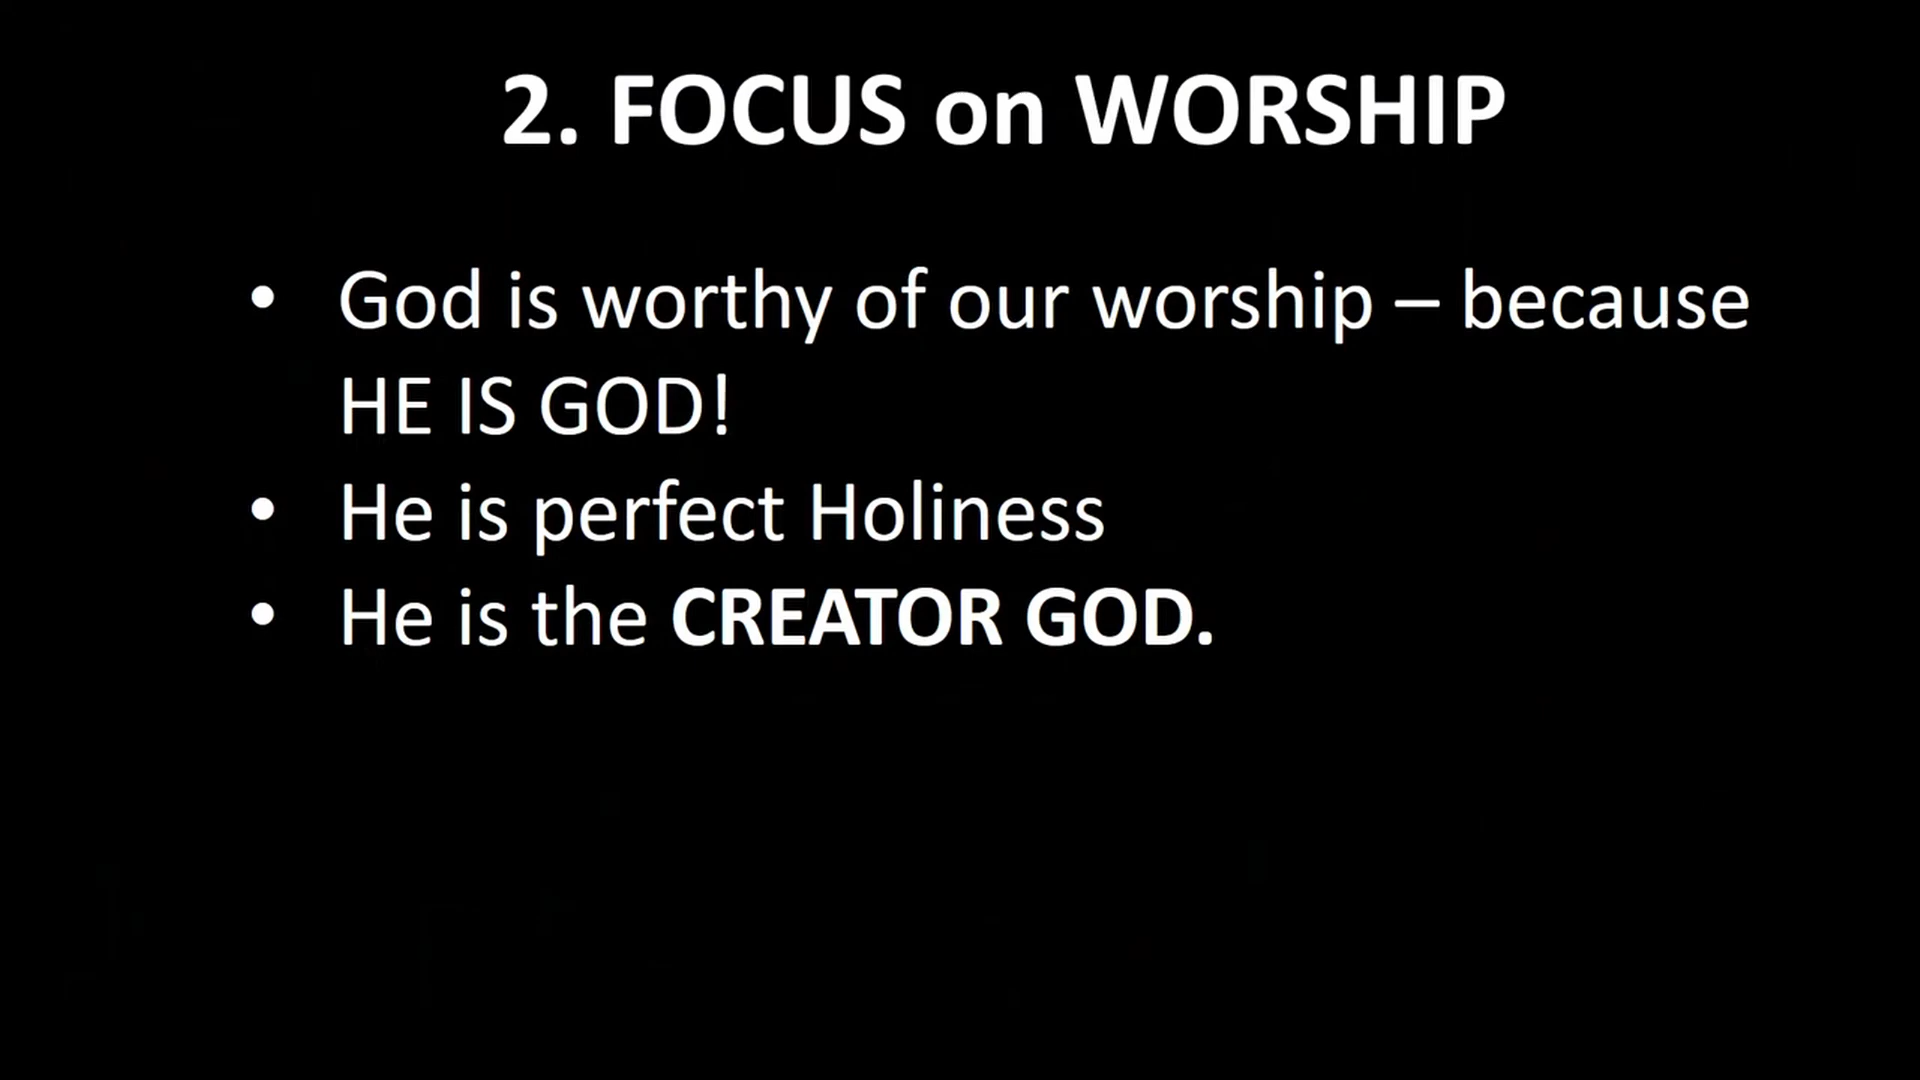 2. FOCUS on WORSHIP
• God is worthy of our worship – because
HE IS GOD!
• He is perfect Holiness
• He is the CREATOR GOD.